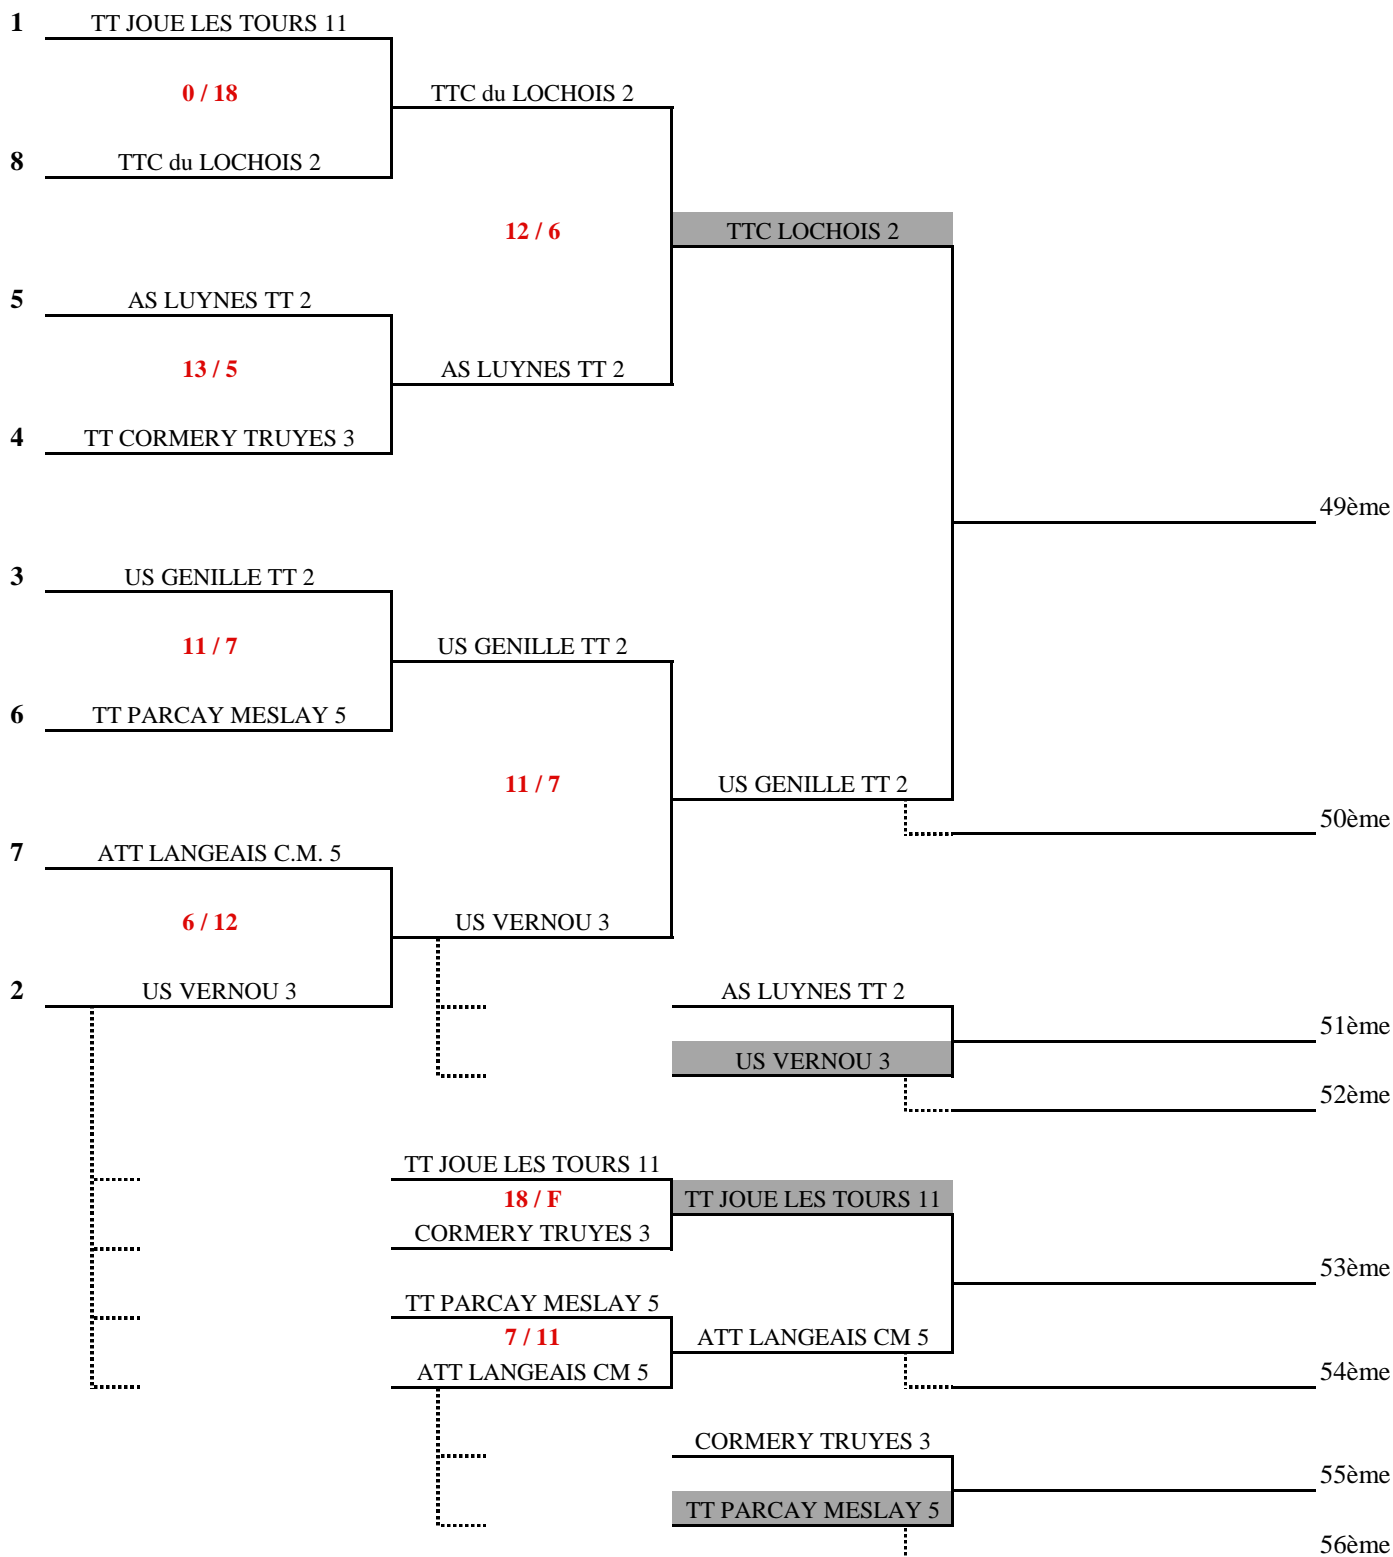 1 TT JOUE LES TOURS 11
0 / 18 TTC du LOCHOIS 2
8 TTC du LOCHOIS 2
12 / 6 TTC LOCHOIS 2
5 AS LUYNES TT 2
13 / 5 AS LUYNES TT 2
4 TT CORMERY TRUYES 3
49ème
3 US GENILLE TT 2
11 / 7 US GENILLE TT 2
6 TT PARCAY MESLAY 5
11 / 7 US GENILLE TT 2
50ème
7 ATT LANGEAIS C.M. 5
6 / 12 US VERNOU 3
2 US VERNOU 3 AS LUYNES TT 2
51ème
US VERNOU 3
52ème
TT JOUE LES TOURS 11
18 / F TT JOUE LES TOURS 11
CORMERY TRUYES 3
53ème
TT PARCAY MESLAY 5
7 / 11 ATT LANGEAIS CM 5
ATT LANGEAIS CM 5 54ème
CORMERY TRUYES 3
55ème
TT PARCAY MESLAY 5
56ème